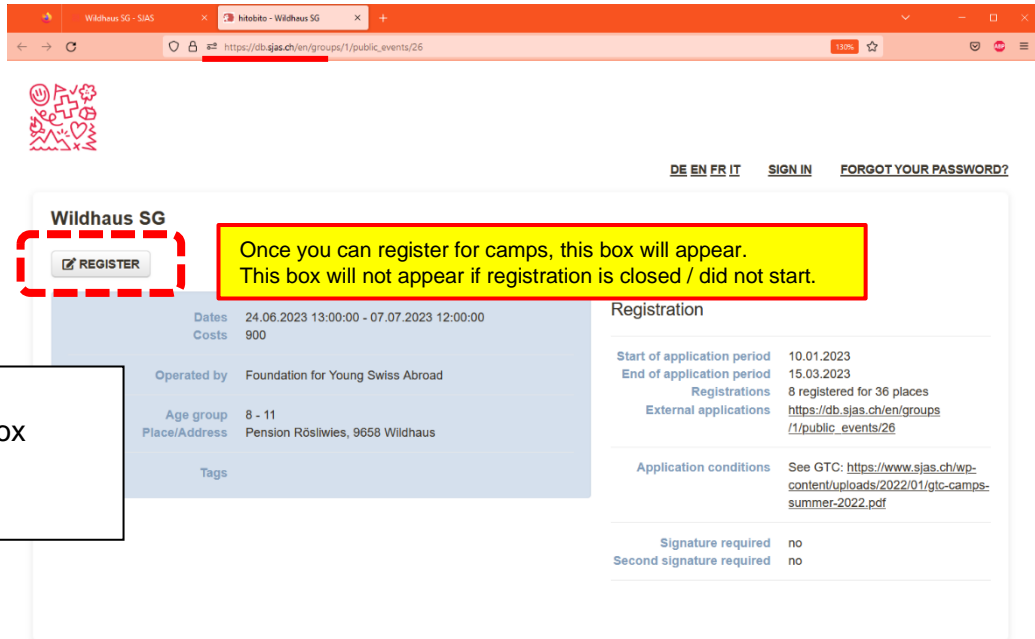 Wildhaus SG - SJAS
hitobito - Wildhaus SG
https://db.sjas.ch/en/groups/1/public_events/26
130%
ABP
DE EN FR IT SIGN IN FORGOT YOUR PASSWORD?
Wildhaus SG
REGISTER
Once you can register for camps, this box will appear.
This box will not appear if registration is closed / did not start.
Dates 24.06.2023 13:00:00 - 07.07.2023 12:00:00
Costs 900
Operated by Foundation for Young Swiss Abroad
Age group 8 - 11
Place/Address Pension Rösliwies, 9658 Wildhaus
Tags
ox
Registration
Start of application period 10.01.2023
End of application period 15.03.2023
Registrations 8 registered for 36 places
External applications https://db.sjas.ch/en/groups
/1/public_events/26
Application conditions See GTC: https://www.sjas.ch/wp-
content/uploads/2022/01/gtc-camps-
summer-2022.pdf
Signature required no
Second signature required no